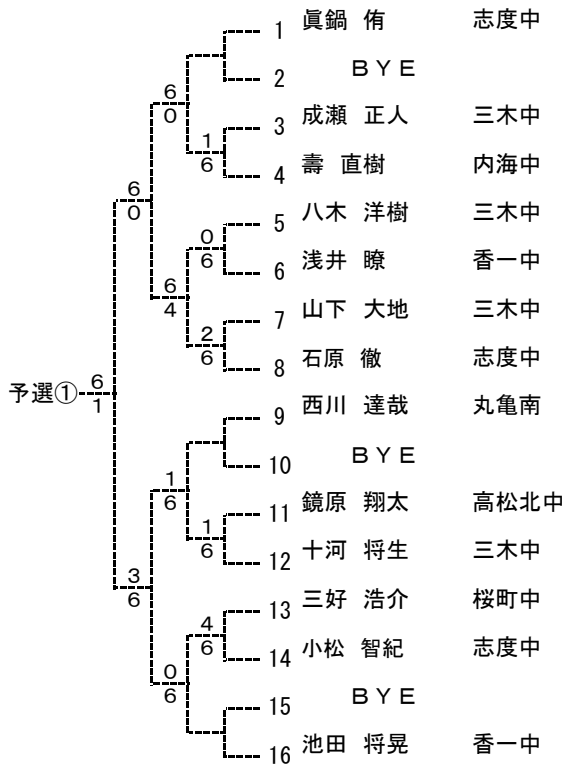 1 眞鍋 侑 志度中
2 ＢＹＥ
6
0
3 成瀬 正人 三木中
1
6
4 壽 直樹 内海中
6
0
5 八木 洋樹 三木中
0
6
6 浅井 暸 香一中
6
4
7 山下 大地 三木中
2
6
8 石原 徹 志度中
予選① 6
1
9 西川 達哉 丸亀南
10 ＢＹＥ
1
6
11 鏡原 翔太 高松北中
1
6
12 十河 将生 三木中
3
6
13 三好 浩介 桜町中
4
6
14 小松 智紀 志度中
0
6
15 ＢＹＥ
16 池田 将晃 香一中